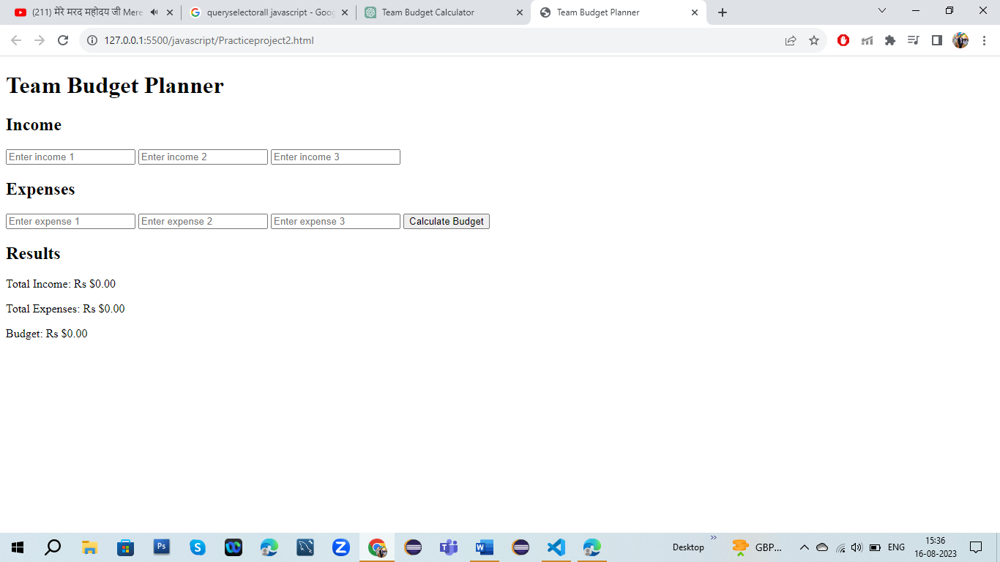 (211) मेरे मरद महोदय जी Mere
queryselectorall javascript - Goog
Team Budget Calculator
Team Budget Planner
127.0.0.1:5500/javascript/Practiceproject2.html
Team Budget Planner
Income
Enter income 1 Enter income 2 Enter income 3
Expenses
Enter expense 1 Enter expense 2 Enter expense 3 Calculate Budget
Results
Total Income: Rs $0.00
Total Expenses: Rs $0.00
Budget: Rs $0.00
Ps
Desktop
GBP...
ENG
15:36
16-08-2023